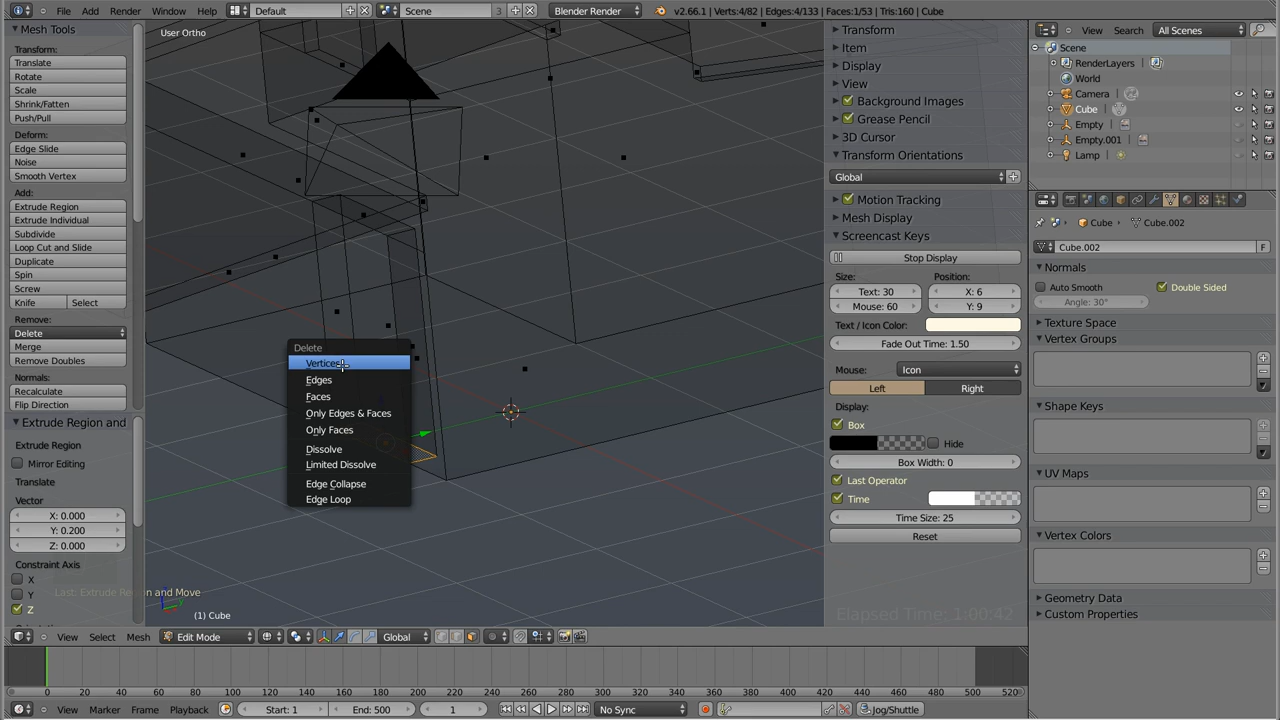 File Add Render Window Help Default Scene 3 Blender Render v2.66.1 | Verts:4/82 | Edges:4/133 | Faces:1/53 | Tris:160 | Cube
Mesh Tools
Transform:
Translate
Rotate
Scale
Shrink/Fatten
Push/Pull
Deform:
Edge Slide
Noise
Smooth Vertex
Add:
Extrude Region
Extrude Individual
Subdivide
Loop Cut and Slide
Duplicate
Spin
Screw
Knife Select
Remove:
Delete
Merge
Remove Doubles
Normals:
Recalculate
Flip Direction
Extrude Region and
Extrude Region
Mirror Editing
Translate
Vector
X: 0.000
Y: 0.200
Z: 0.000
Constraint Axis
X
Y
Z
User Ortho
Delete
Vertices
Edges
Faces
Only Edges & Faces
Only Faces
Dissolve
Limited Dissolve
Edge Collapse
Edge Loop
Last: Extrude Region and Move
(1) Cube
Elapsed Time: 1:00:42
Transform
Item
Display
View
Background Images
Grease Pencil
3D Cursor
Transform Orientations
Global
Motion Tracking
Mesh Display
Screencast Keys
Stop Display
Size: Position:
Text: 30 X: 6
Mouse: 60 Y: 9
Text / Icon Color:
Fade Out Time: 1.50
Mouse: Icon
Left Right
Display:
Box
Hide
Box Width: 0
Last Operator
Time
Time Size: 25
Reset
View Search All Scenes
Scene
RenderLayers
World
Camera
Cube
Empty
Empty.001
Lamp
Cube Cube.002
Cube.002 F
Normals
Auto Smooth Double Sided
Angle: 30°
Texture Space
Vertex Groups
Shape Keys
UV Maps
Vertex Colors
Geometry Data
Custom Properties
View Select Mesh Edit Mode Global
0 20 40 60 80 100 120 140 160 180 200 220 240 260 280 300 320 340 360 380 400 420 440 460 480 500 520
View Marker Frame Playback Start: 1 End: 500 1 No Sync Jog/Shuttle